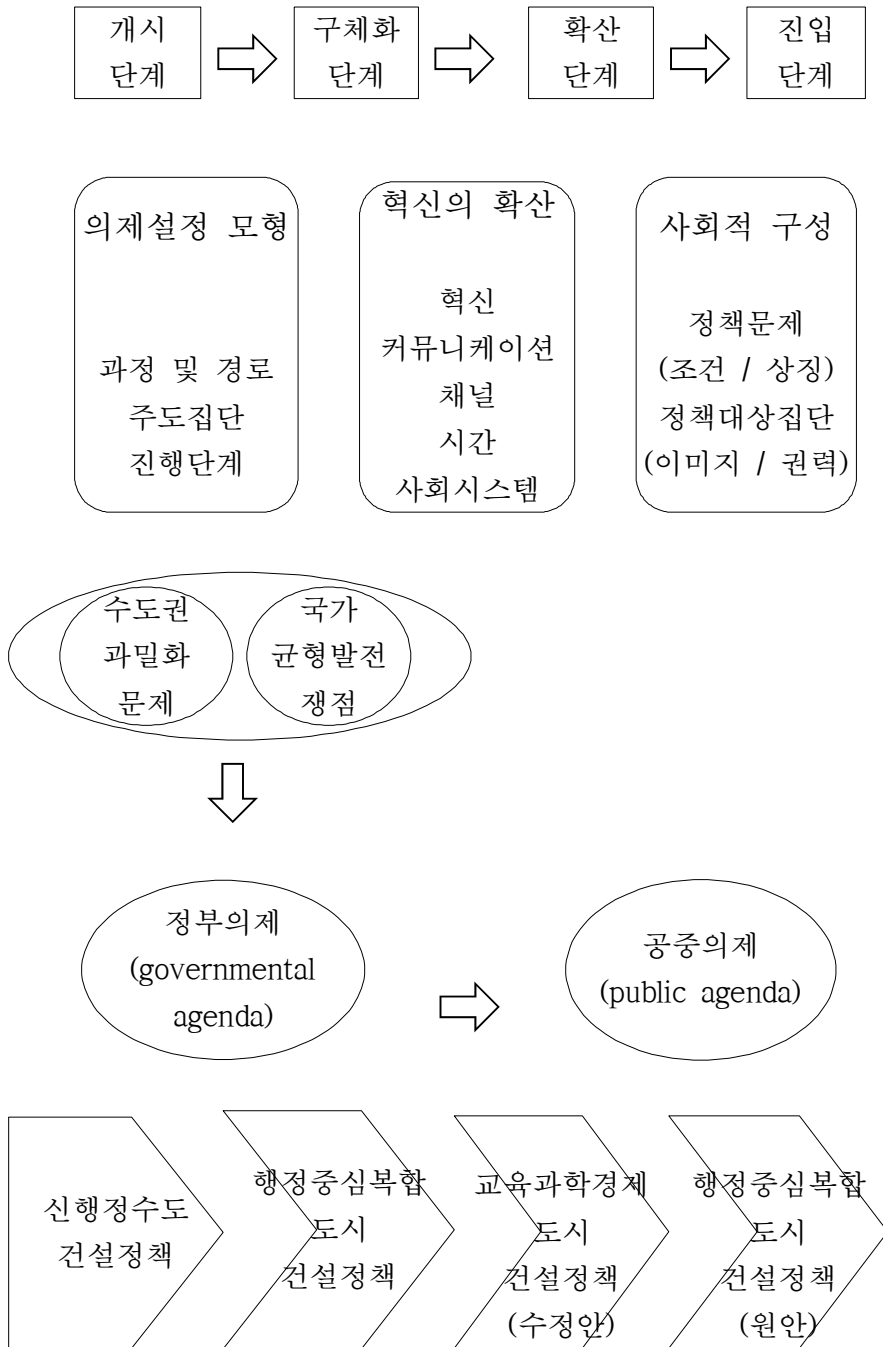 개시
단계
구체화
단계
확산
단계
진입
단계
의제설정 모형
과정 및 경로
주도집단
진행단계
혁신의 확산
혁신
커뮤니케이션
채널
시간
사회시스템
사회적 구성
정책문제
(조건 / 상징)
정책대상집단
(이미지 / 권력)
수도권
과밀화
문제
국가
균형발전
쟁점
정부의제
(governmental
agenda)
공중의제
(public agenda)
신행정수도
건설정책
행정중심복합
도시
건설정책
교육과학경제
도시
건설정책
(수정안)
행정중심복합
도시
건설정책
(원안)